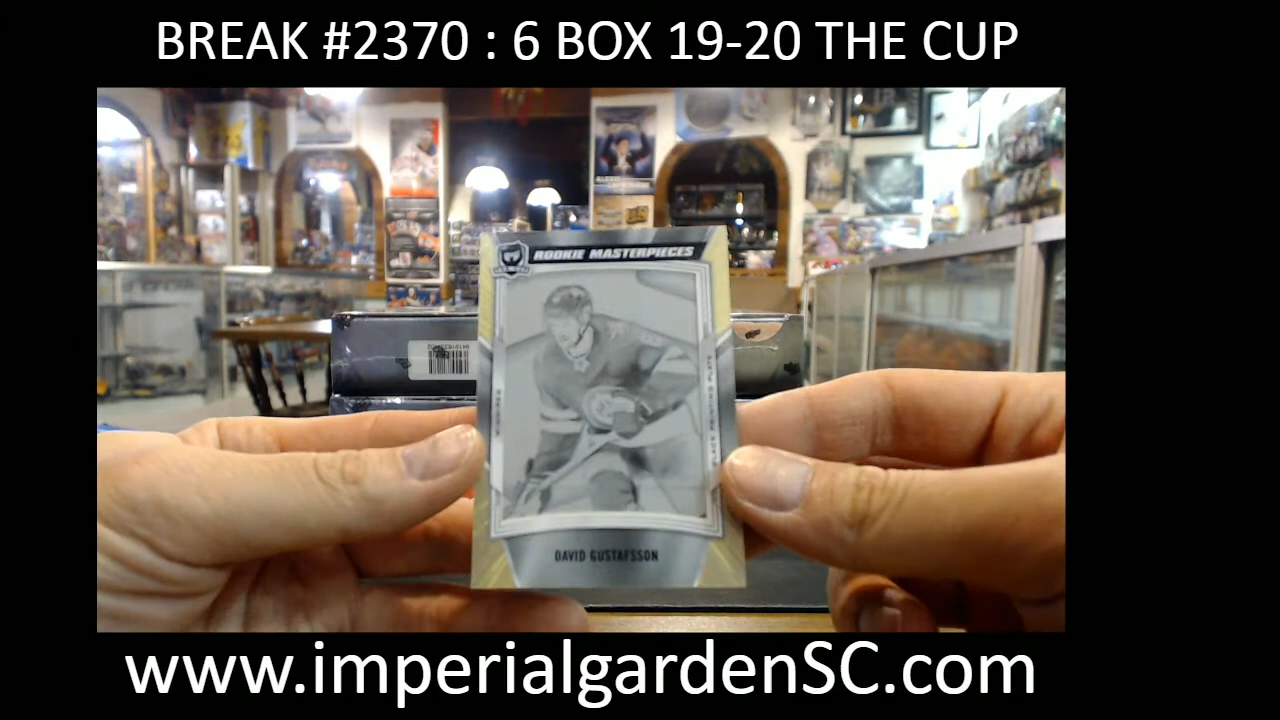 BREAK #2370 : 6 BOX 19-20 THE CUP
ROOKIE MASTERPIECES
DAVID GUSTAFSSON
www.imperialgardenSC.com